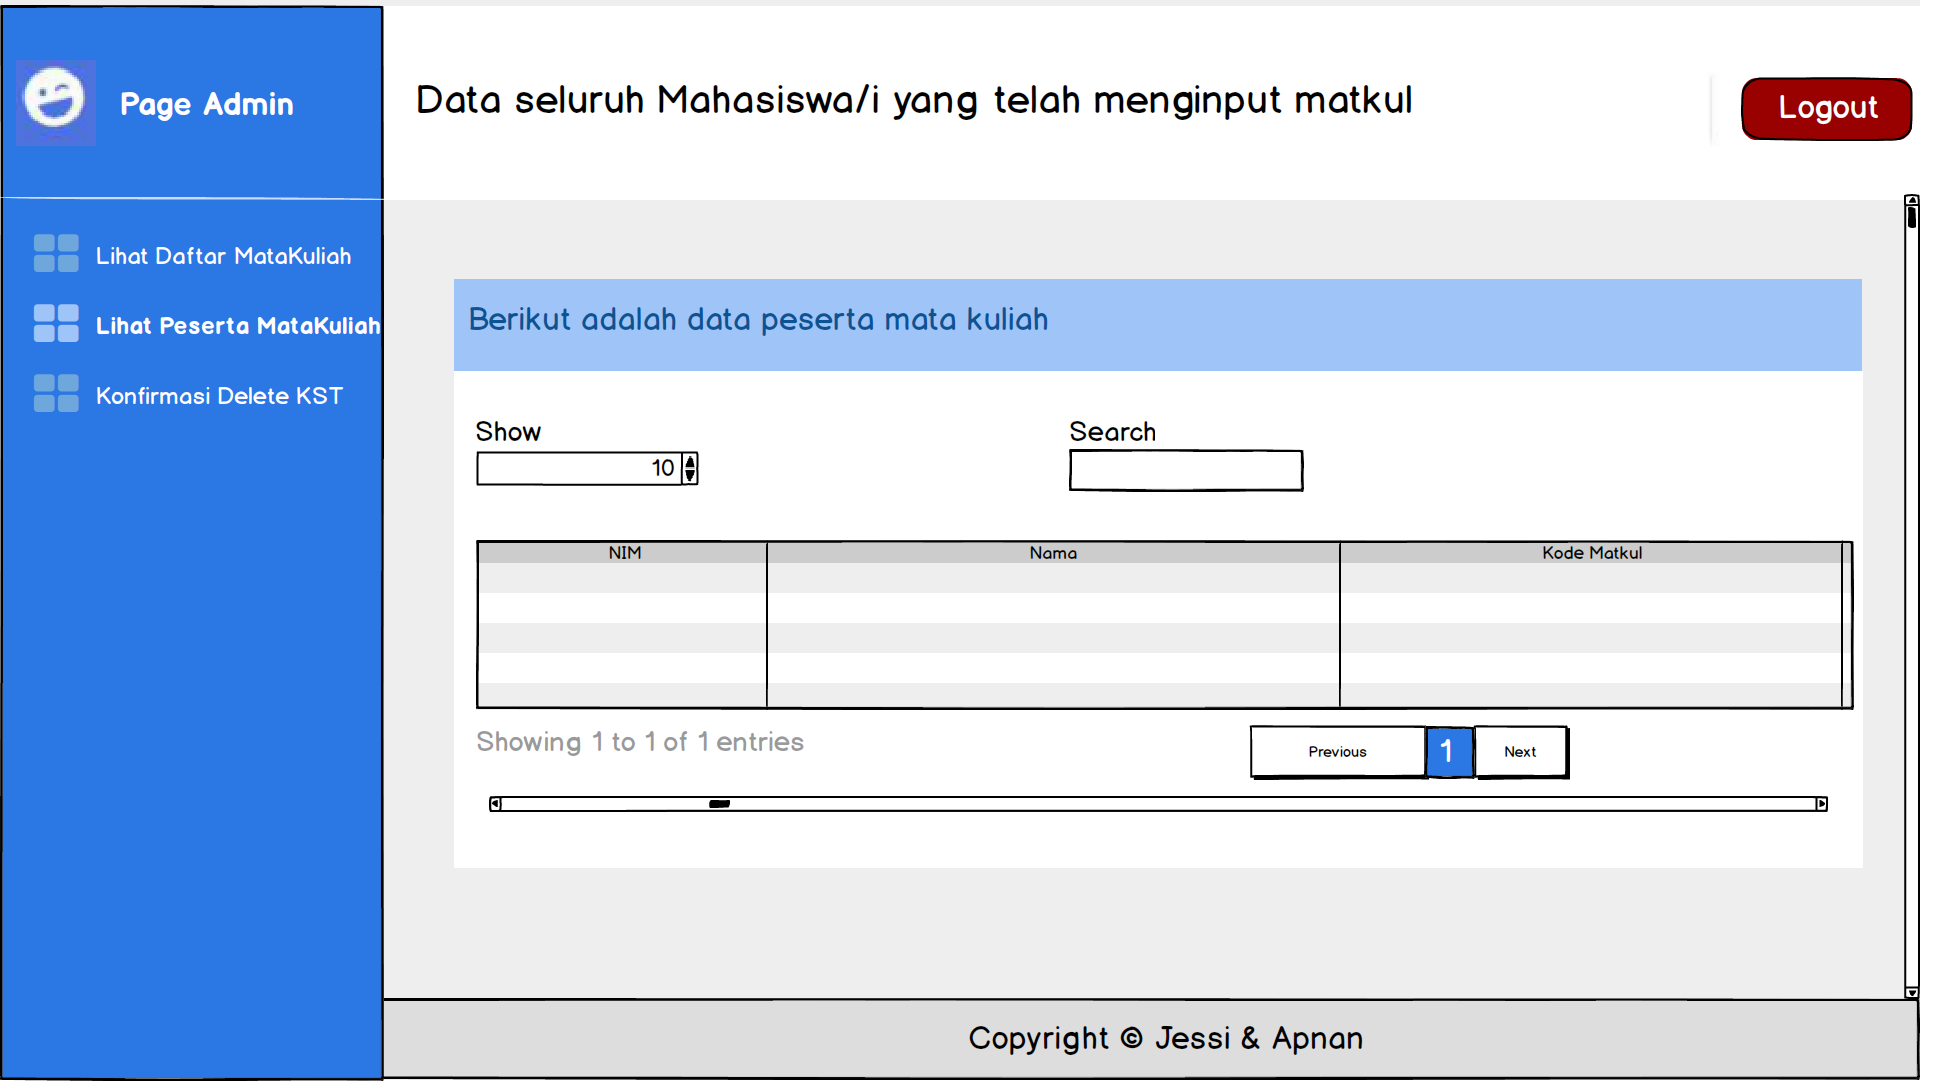 Page Admin
Data seluruh Mahasiswa/i yang telah menginput matkul
Logout
Lihat Daftar MataKuliah
Lihat Peserta MataKuliah
Konfirmasi Delete KST
Berikut adalah data peserta mata kuliah
Show
Search
10
NIM Nama Kode Matkul
Showing 1 to 1 of 1 entries
Previous 1 Next
Copyright © Jessi & Apnan